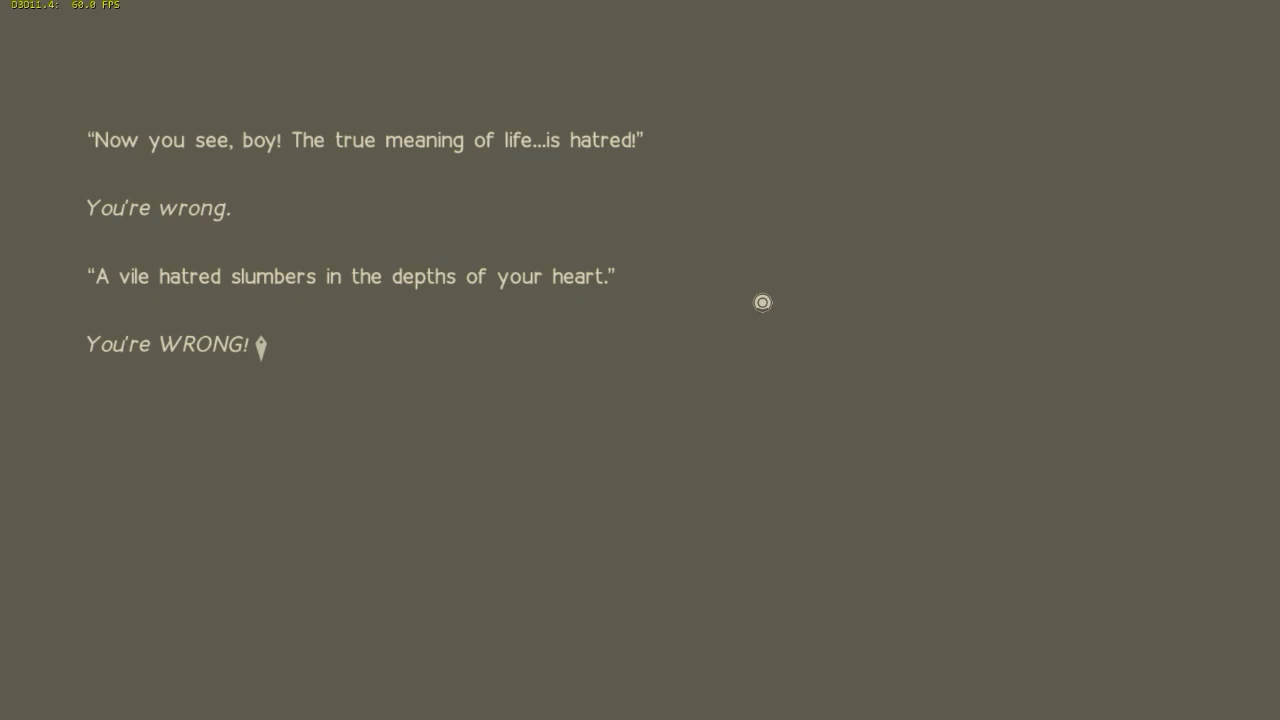 D3D11.4: 60.0 FPS
“Now you see, boy! The true meaning of life...is hatred!”
You're wrong.
“A vile hatred slumbers in the depths of your heart.”
You're WRONG!